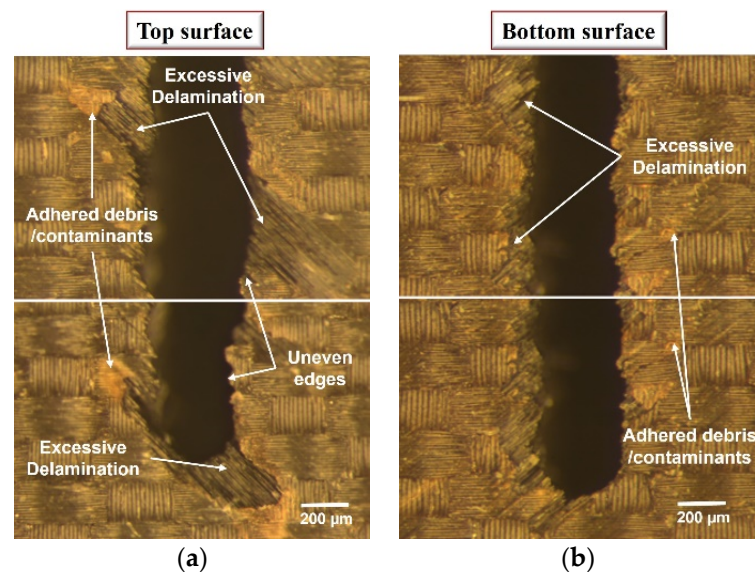 Top surface
Bottom surface
Excessive
Delamination
Adhered debris
/contaminants
Uneven
edges
Excessive
Delamination
200 μm
(a)
Excessive
Delamination
Adhered debris
/contaminants
200 μm
(b)